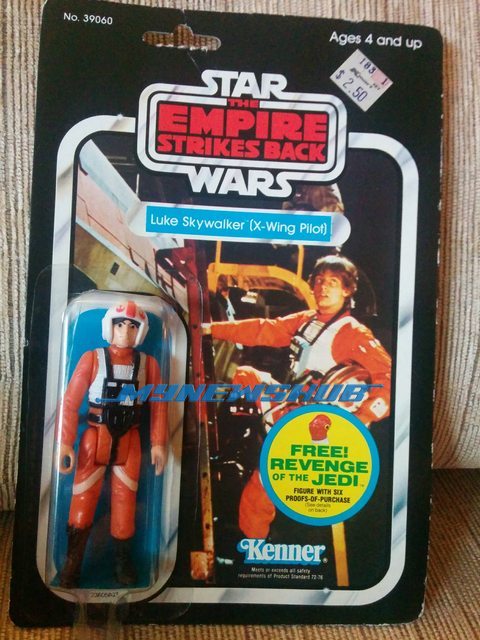 No. 39060
Ages 4 and up
183 1
$2.50
STAR
THE
EMPIRE
STRIKES BACK
WARS
Luke Skywalker (X-Wing Pilot)
MYNEWSHUB
FREE!
REVENGE
OF THE JEDI
FIGURE WITH SIX
PROOFS-OF-PURCHASE
(See details
on back)
Kenner
Meets or exceeds all safety
requirements of Product Standard 72-76